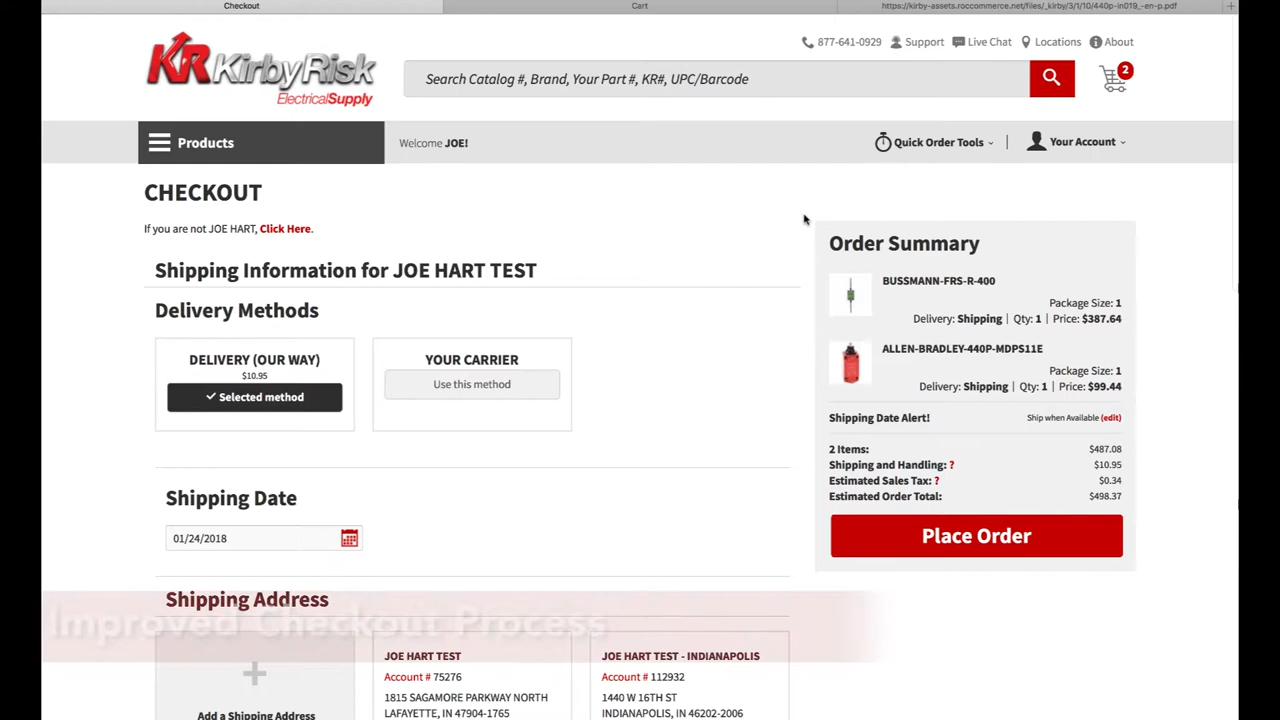 Checkout
Cart
https://kirby-assets.roccommerce.net/files/_kirby/3/1/10/440p-in019_-en-p.pdf
877-641-0929 Support Live Chat Locations About
KR KirbyRisk
Electrical Supply
Search Catalog #, Brand, Your Part #, KR#, UPC/Barcode
2
Products
Welcome JOE!
Quick Order Tools
Your Account
CHECKOUT
If you are not JOE HART, Click Here.
Shipping Information for JOE HART TEST
Delivery Methods
DELIVERY (OUR WAY)
$10.95
Selected method
YOUR CARRIER
Use this method
Shipping Date
01/24/2018
Shipping Address
Improved Checkout Process
Add a Shipping Address
JOE HART TEST
Account # 75276
1815 SAGAMORE PARKWAY NORTH
LAFAYETTE, IN 47904-1765
JOE HART TEST - INDIANAPOLIS
Account # 112932
1440 W 16TH ST
INDIANAPOLIS, IN 46202-2006
Order Summary
BUSSMANN-FRS-R-400
Package Size: 1
Delivery: Shipping | Qty: 1 | Price: $387.64
ALLEN-BRADLEY-440P-MDPS11E
Package Size: 1
Delivery: Shipping | Qty: 1 | Price: $99.44
Shipping Date Alert! Ship when Available (edit)
2 Items: $487.08
Shipping and Handling: ? $10.95
Estimated Sales Tax: ? $0.34
Estimated Order Total: $498.37
Place Order